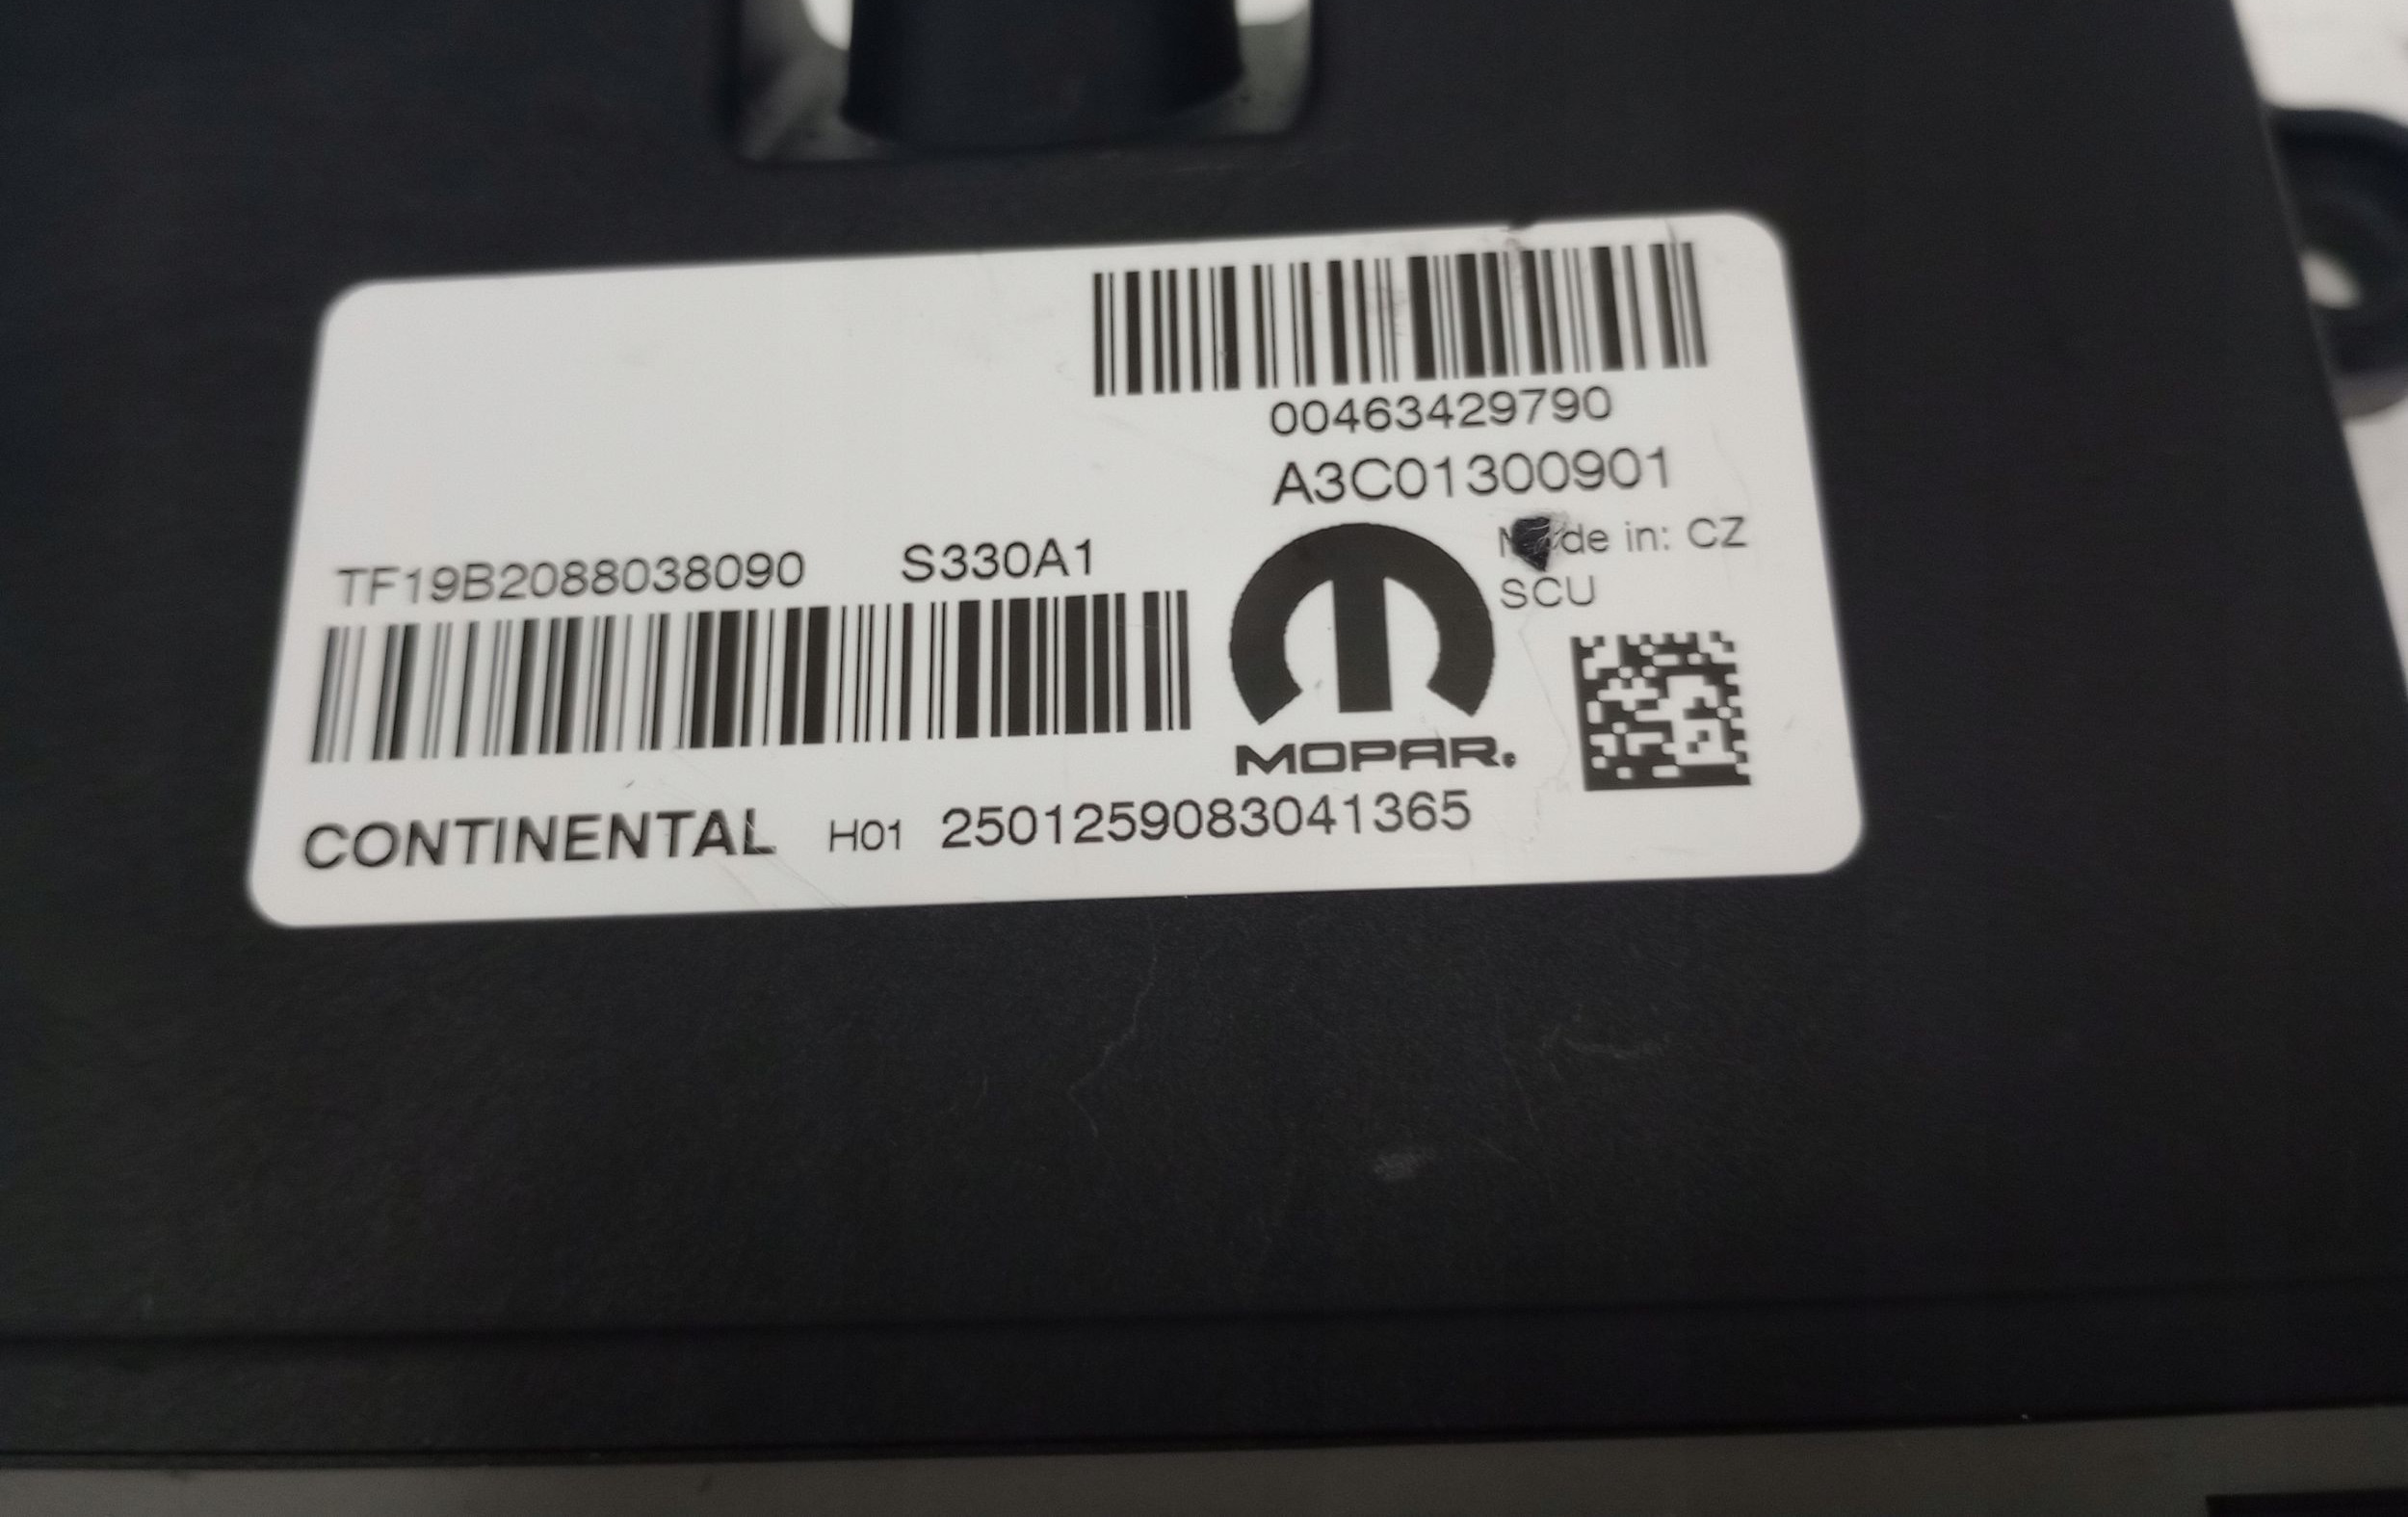 00463429790
A3C01300901
de in: CZ
SCU
TF19B2088038090 S330A1
MOPAR.
CONTINENTAL H01 2501259083041365